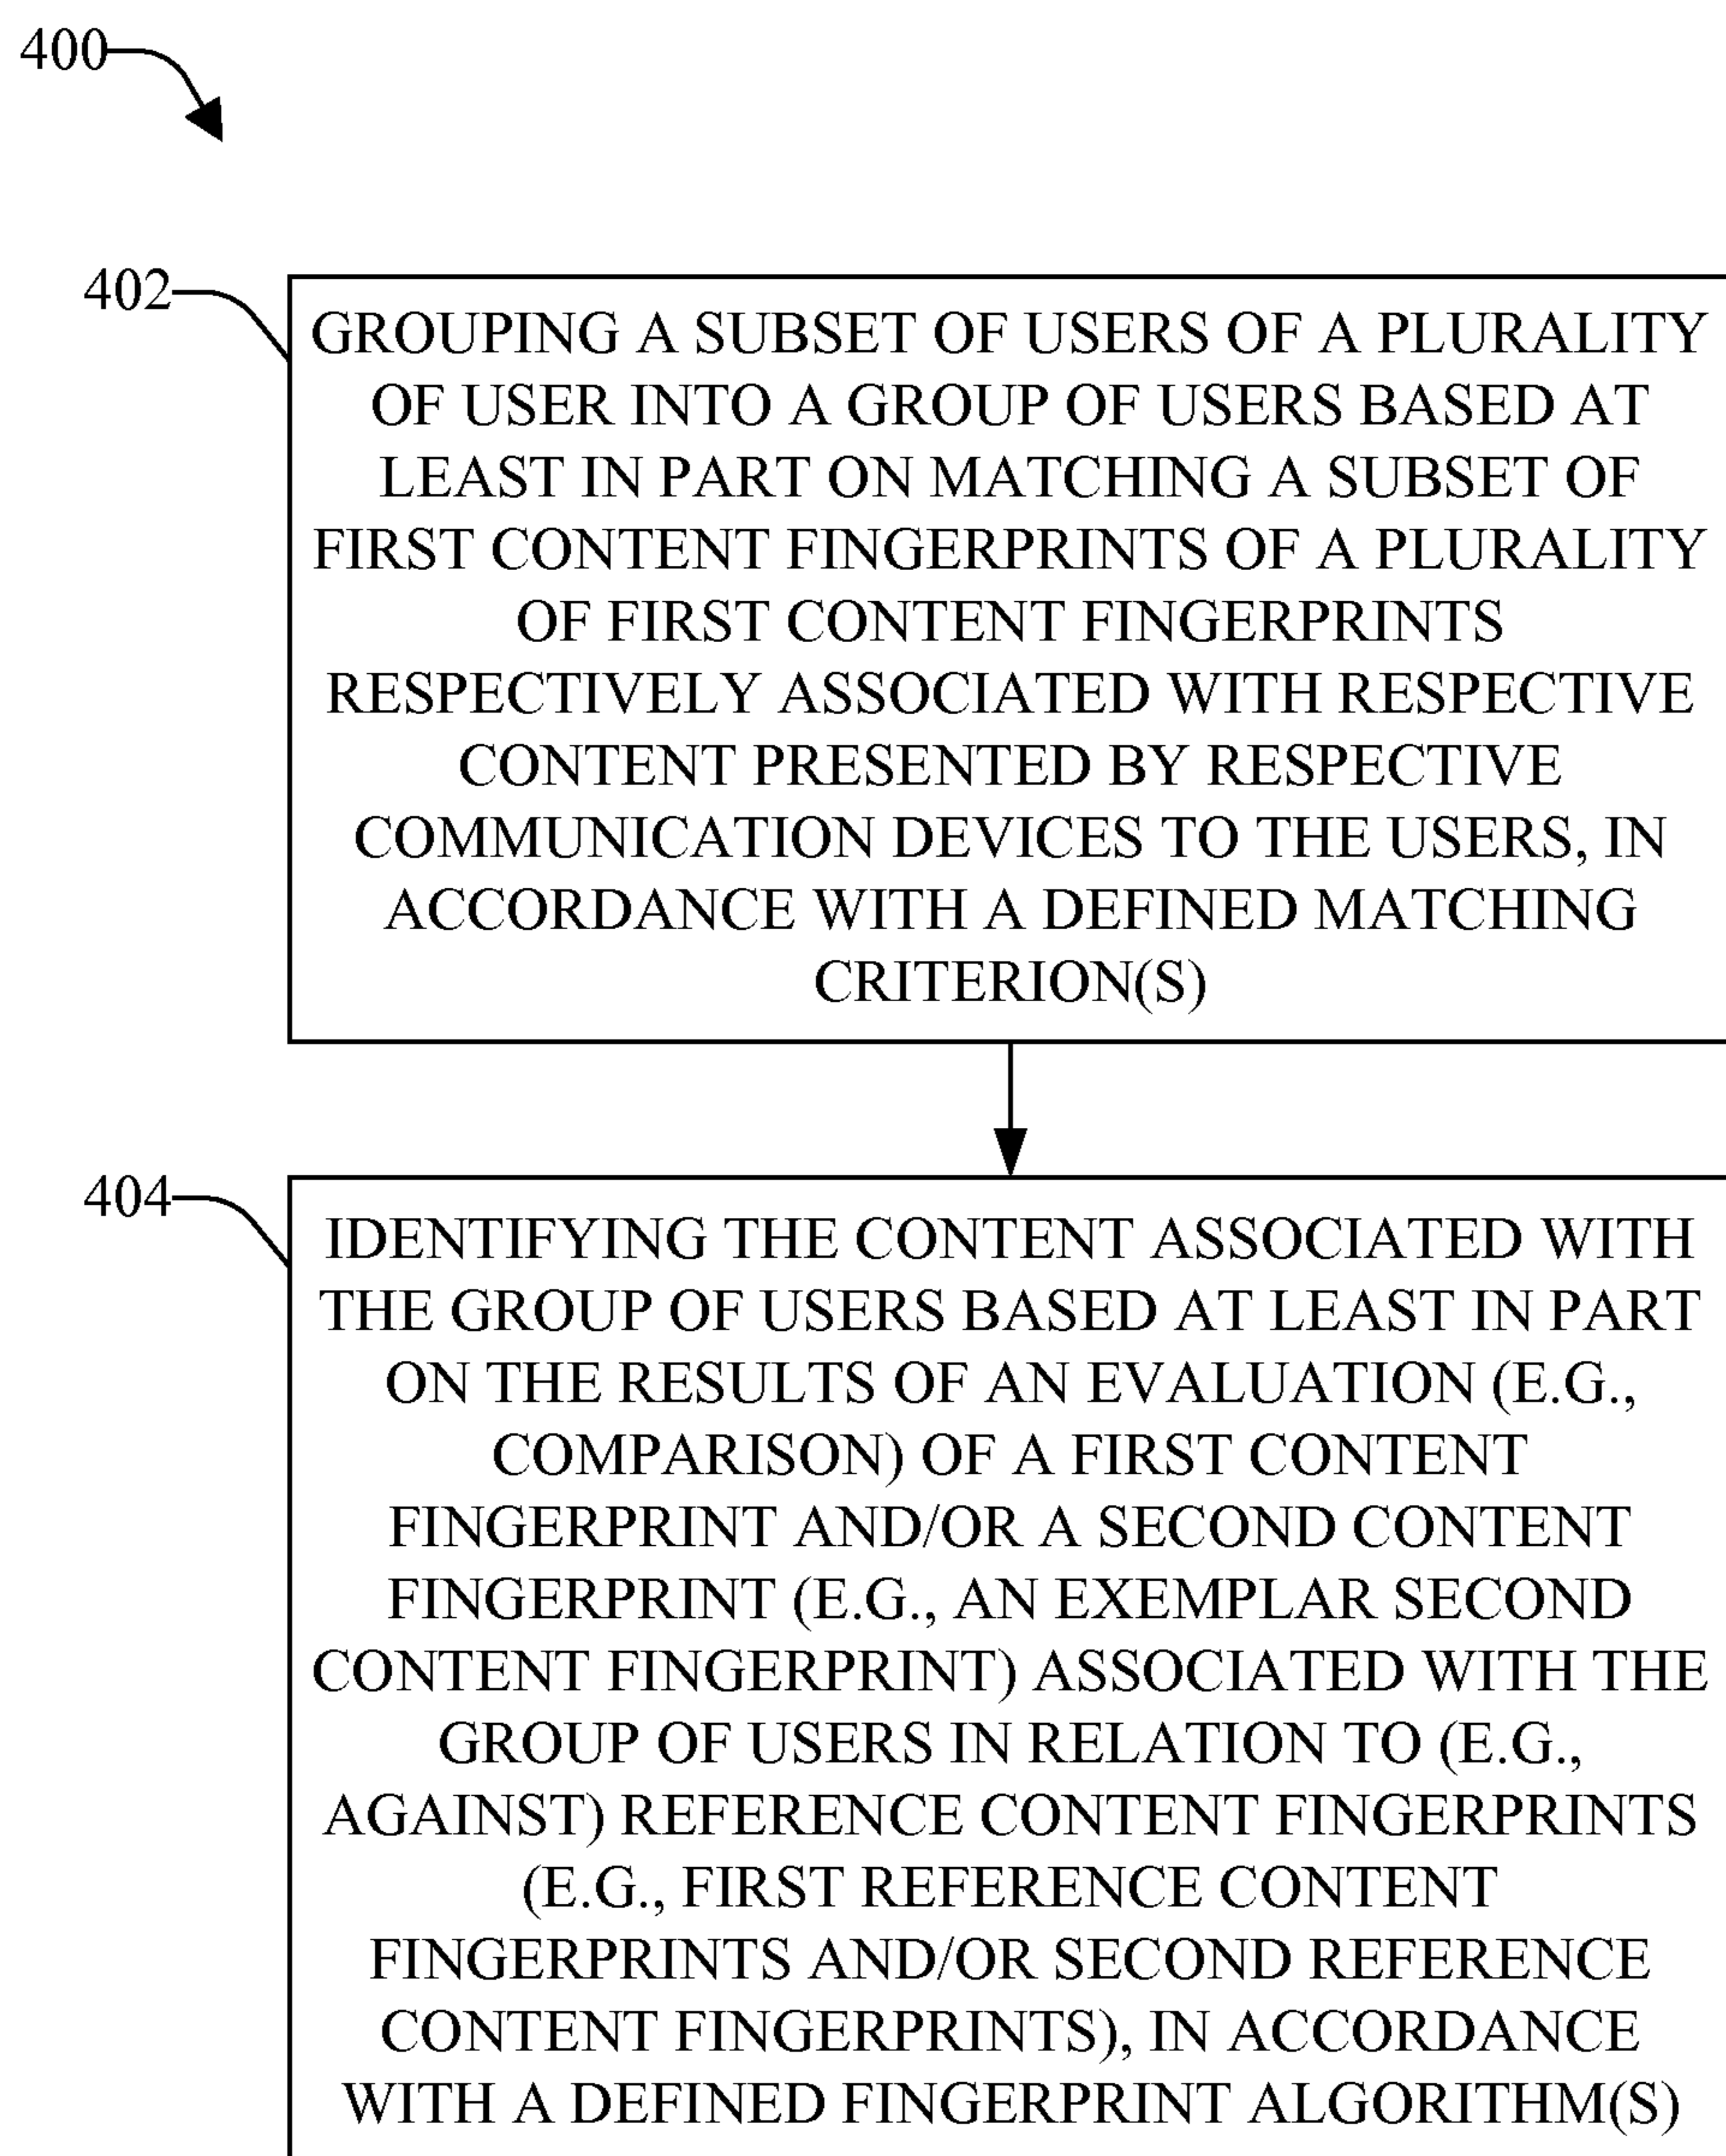 400
402
GROUPING A SUBSET OF USERS OF A PLURALITY
OF USER INTO A GROUP OF USERS BASED AT
LEAST IN PART ON MATCHING A SUBSET OF
FIRST CONTENT FINGERPRINTS OF A PLURALITY
OF FIRST CONTENT FINGERPRINTS
RESPECTIVELY ASSOCIATED WITH RESPECTIVE
CONTENT PRESENTED BY RESPECTIVE
COMMUNICATION DEVICES TO THE USERS, IN
ACCORDANCE WITH A DEFINED MATCHING
CRITERION(S)
404
IDENTIFYING THE CONTENT ASSOCIATED WITH
THE GROUP OF USERS BASED AT LEAST IN PART
ON THE RESULTS OF AN EVALUATION (E.G.,
COMPARISON) OF A FIRST CONTENT
FINGERPRINT AND/OR A SECOND CONTENT
FINGERPRINT (E.G., AN EXEMPLAR SECOND
CONTENT FINGERPRINT) ASSOCIATED WITH THE
GROUP OF USERS IN RELATION TO (E.G.,
AGAINST) REFERENCE CONTENT FINGERPRINTS
(E.G., FIRST REFERENCE CONTENT
FINGERPRINTS AND/OR SECOND REFERENCE
CONTENT FINGERPRINTS), IN ACCORDANCE
WITH A DEFINED FINGERPRINT ALGORITHM(S)